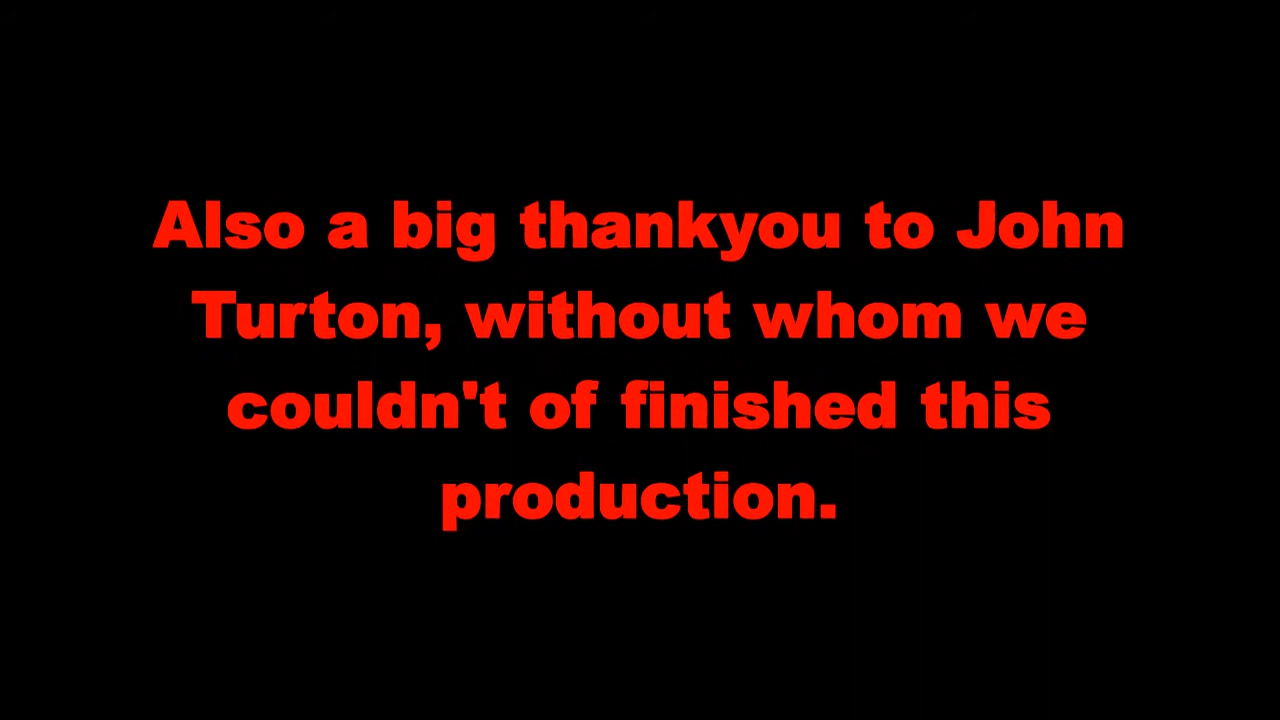 Also a big thankyou to John
Turton, without whom we
couldn't of finished this
production.